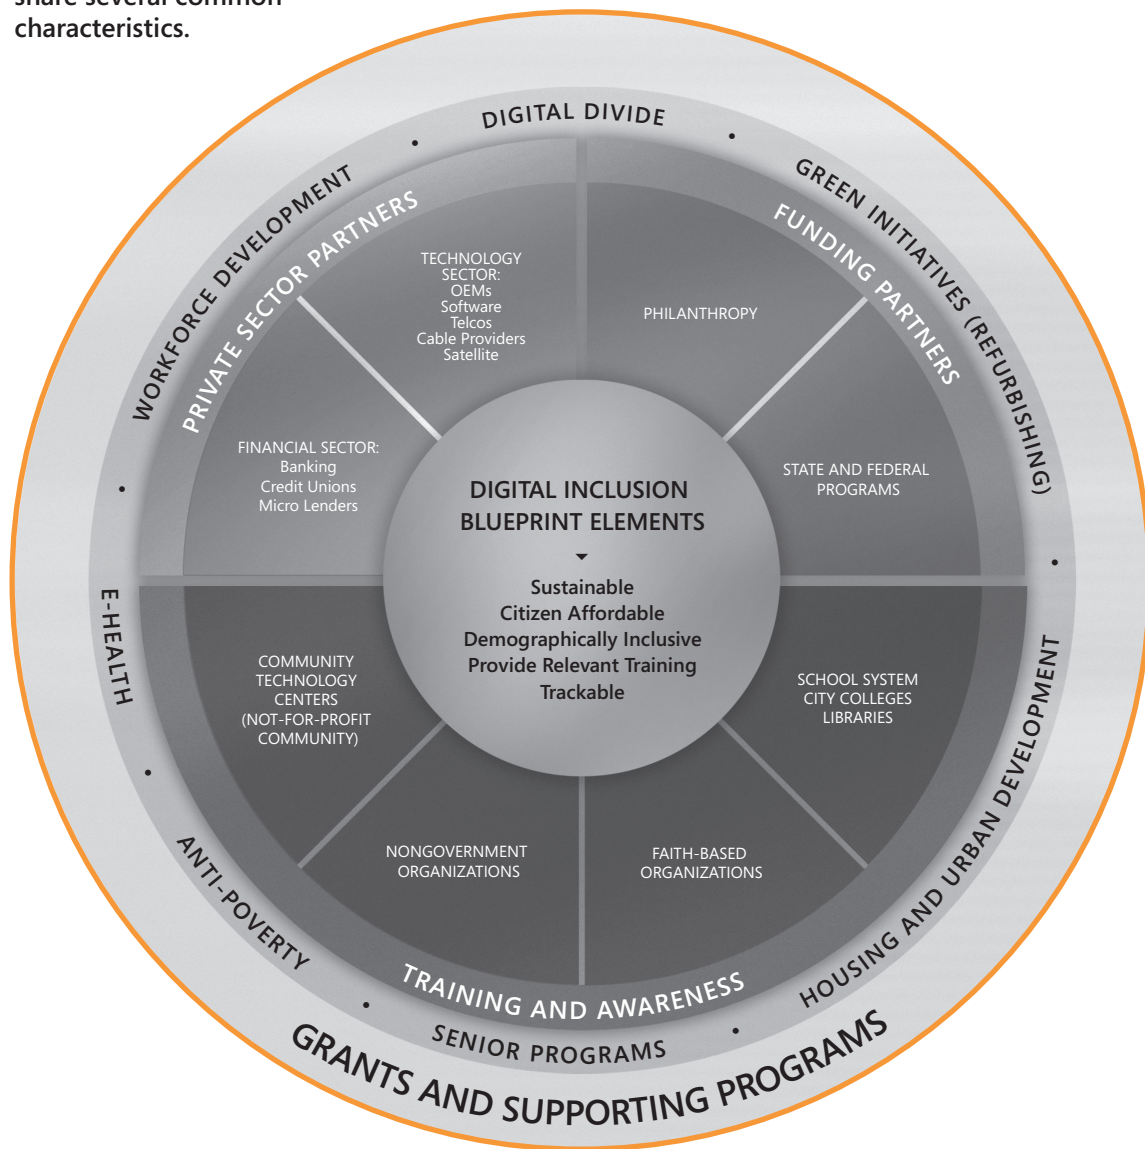 share several common
characteristics.
DIGITAL DIVIDE
•
GREEN INITIATIVES (REFURBISHING)
•
HOUSING AND URBAN DEVELOPMENT
•
SENIOR PROGRAMS
•
ANTI-POVERTY
•
E-HEALTH
•
WORKFORCE DEVELOPMENT
•
PRIVATE SECTOR PARTNERS
TECHNOLOGY
SECTOR:
OEMs
Software
Telcos
Cable Providers
Satellite
FINANCIAL SECTOR:
Banking
Credit Unions
Micro Lenders
FUNDING PARTNERS
PHILANTHROPY
STATE AND FEDERAL
PROGRAMS
DIGITAL INCLUSION
BLUEPRINT ELEMENTS
Sustainable
Citizen Affordable
Demographically Inclusive
Provide Relevant Training
Trackable
COMMUNITY
TECHNOLOGY
CENTERS
(NOT-FOR-PROFIT
COMMUNITY)
NONGOVERNMENT
ORGANIZATIONS
FAITH-BASED
ORGANIZATIONS
SCHOOL SYSTEM
CITY COLLEGES
LIBRARIES
TRAINING AND AWARENESS
GRANTS AND SUPPORTING PROGRAMS